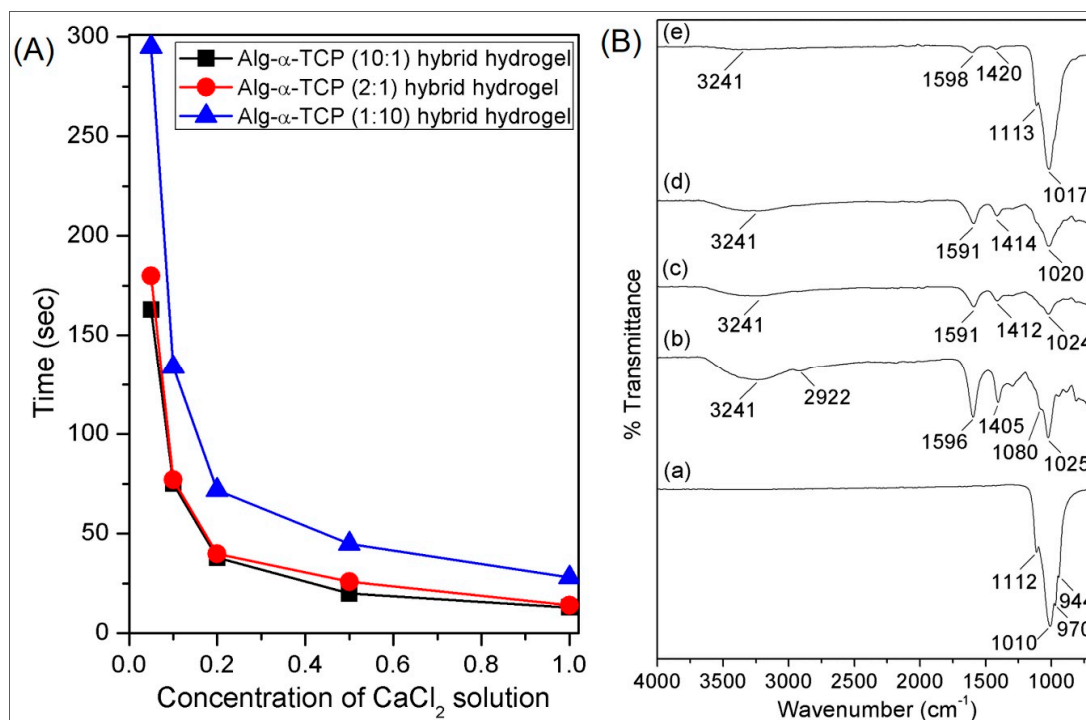 (A)
Time (sec)
300
250
200
150
100
50
0
Alg-α-TCP (10:1) hybrid hydrogel
Alg-α-TCP (2:1) hybrid hydrogel
Alg-α-TCP (1:10) hybrid hydrogel
0.0 0.2 0.4 0.6 0.8 1.0
Concentration of CaCl₂ solution
(B)
% Transmittance
(e)
3241 1598 1420
1113
1017
(d)
3241 1591 1414
1020
(c)
3241 1591 1412
1024
(b)
3241 2922
1596 1405
1080
1025
(a)
1112
944
970
1010
4000 3500 3000 2500 2000 1500 1000
Wavenumber (cm⁻¹)